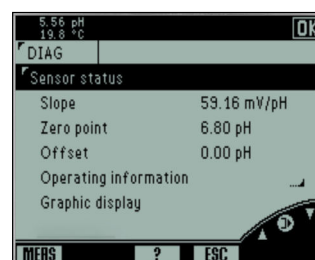 5.56 pH
19.8 °C
OK
DIAG
Sensor status
Slope 59.16 mV/pH
Zero point 6.80 pH
Offset 0.00 pH
Operating information
Graphic display
MEAS ? ESC